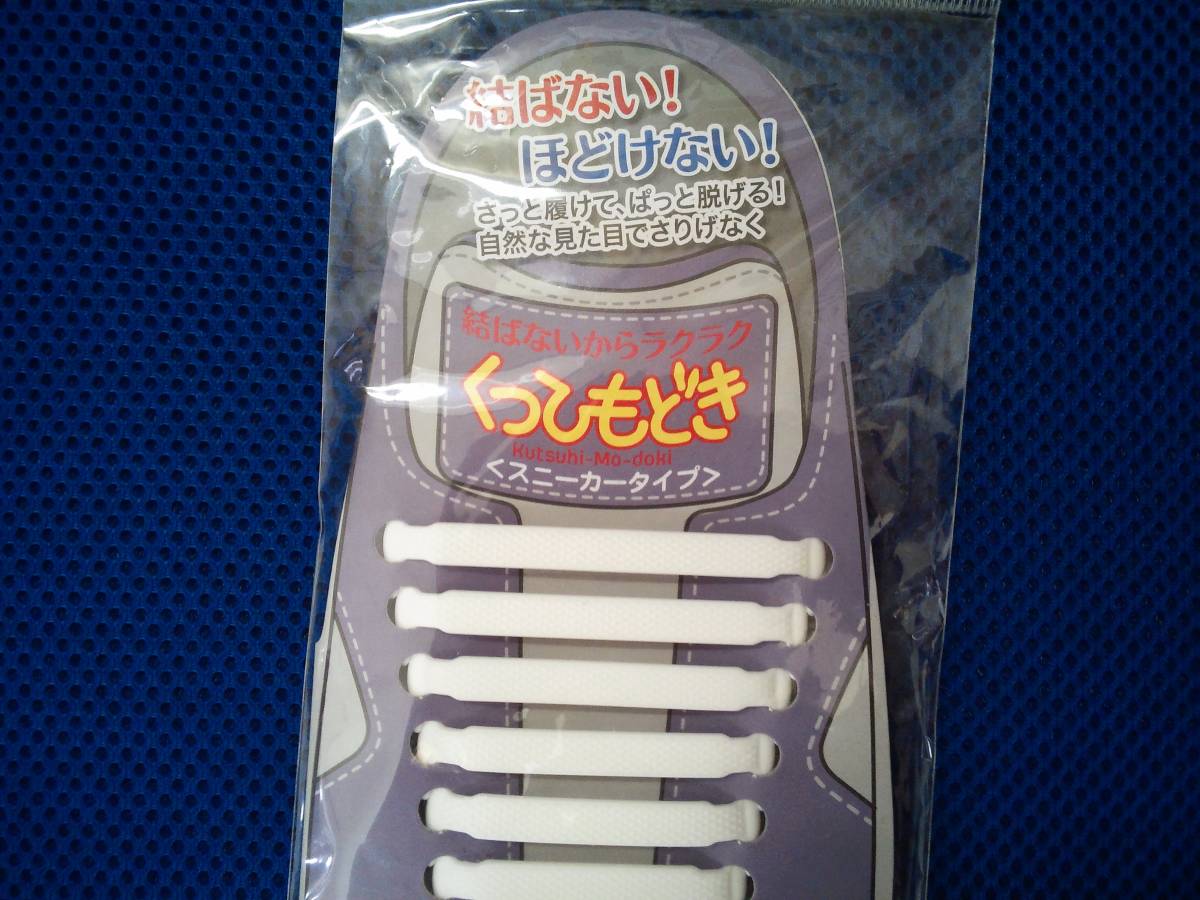 結ばない!
ほどけない!
さっと履けて、ぱっと脱げる!
自然な見た目でさりげなく
結ばないからラクラク
くつひもどき
Kutsuhi-Mo-doki
<スニーカータイプ>